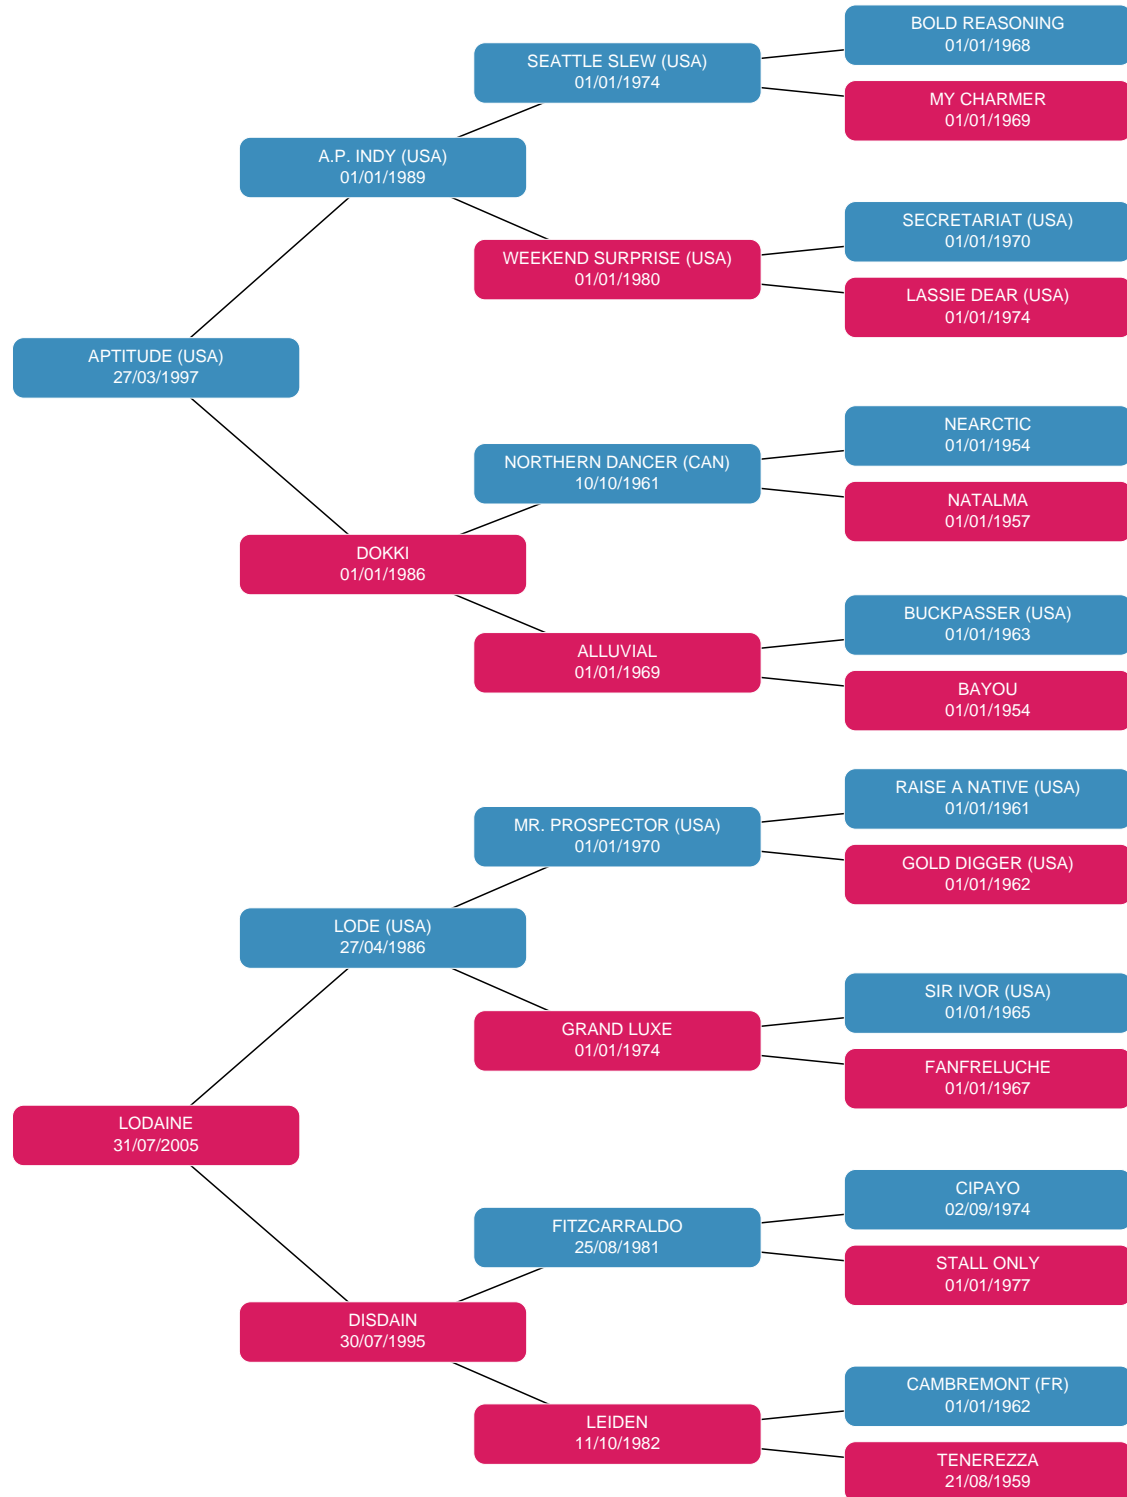 BOLD REASONING
01/01/1968
SEATTLE SLEW (USA)
01/01/1974
MY CHARMER
01/01/1969
A.P. INDY (USA)
01/01/1989
SECRETARIAT (USA)
01/01/1970
WEEKEND SURPRISE (USA)
01/01/1980
LASSIE DEAR (USA)
01/01/1974
APTITUDE (USA)
27/03/1997
NEARCTIC
01/01/1954
NORTHERN DANCER (CAN)
10/10/1961
NATALMA
01/01/1957
DOKKI
01/01/1986
BUCKPASSER (USA)
01/01/1963
ALLUVIAL
01/01/1969
BAYOU
01/01/1954
RAISE A NATIVE (USA)
01/01/1961
MR. PROSPECTOR (USA)
01/01/1970
GOLD DIGGER (USA)
01/01/1962
LODE (USA)
27/04/1986
SIR IVOR (USA)
01/01/1965
GRAND LUXE
01/01/1974
FANFRELUCHE
01/01/1967
LODAINE
31/07/2005
CIPAYO
02/09/1974
FITZCARRALDO
25/08/1981
STALL ONLY
01/01/1977
DISDAIN
30/07/1995
CAMBREMONT (FR)
01/01/1962
LEIDEN
11/10/1982
TENEREZZA
21/08/1959